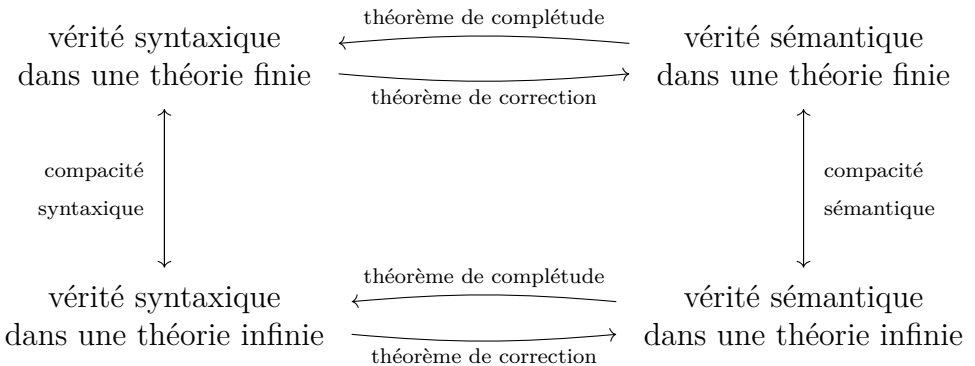 théorème de complétude
vérité syntaxique
dans une théorie finie
vérité sémantique
dans une théorie finie
théorème de correction
compacité
syntaxique
compacité
sémantique
théorème de complétude
vérité syntaxique
dans une théorie infinie
vérité sémantique
dans une théorie infinie
théorème de correction